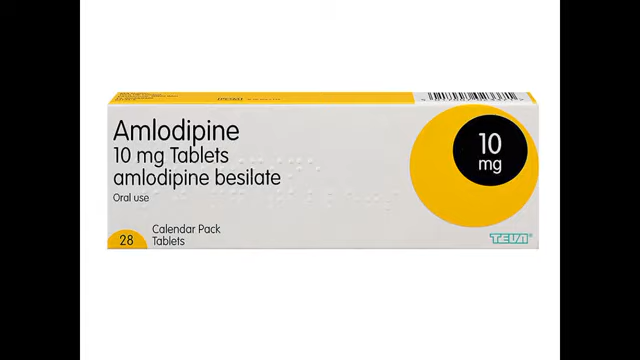 Amlodipine
10 mg Tablets
amlodipine besilate
Oral use
28
Calendar Pack
Tablets
10
mg
TEVA